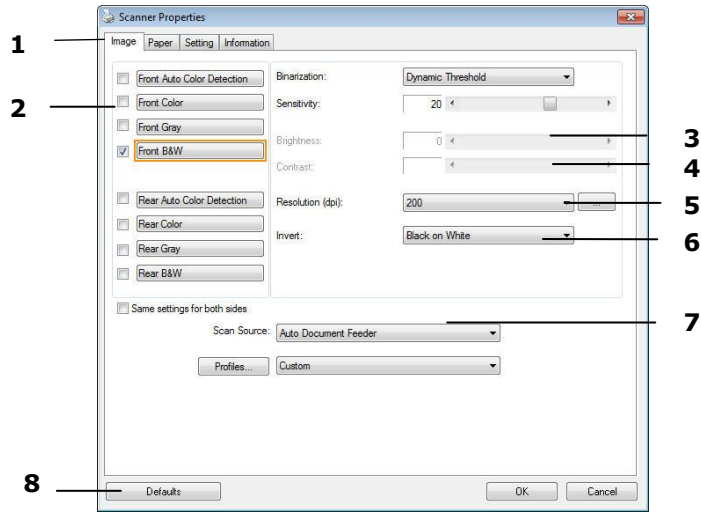 Scanner Properties
1
Image Paper Setting Information
Front Auto Color Detection
Binarization: Dynamic Threshold
2
Front Color
Sensitivity: 20
Front Gray
Brightness: 0
3
Front B&W
Contrast:
4
Rear Auto Color Detection
Resolution (dpi): 200 ...
5
Rear Color
Invert: Black on White
6
Rear Gray
Rear B&W
Same settings for both sides
7
Scan Source: Auto Document Feeder
Profiles... Custom
8
Defaults OK Cancel